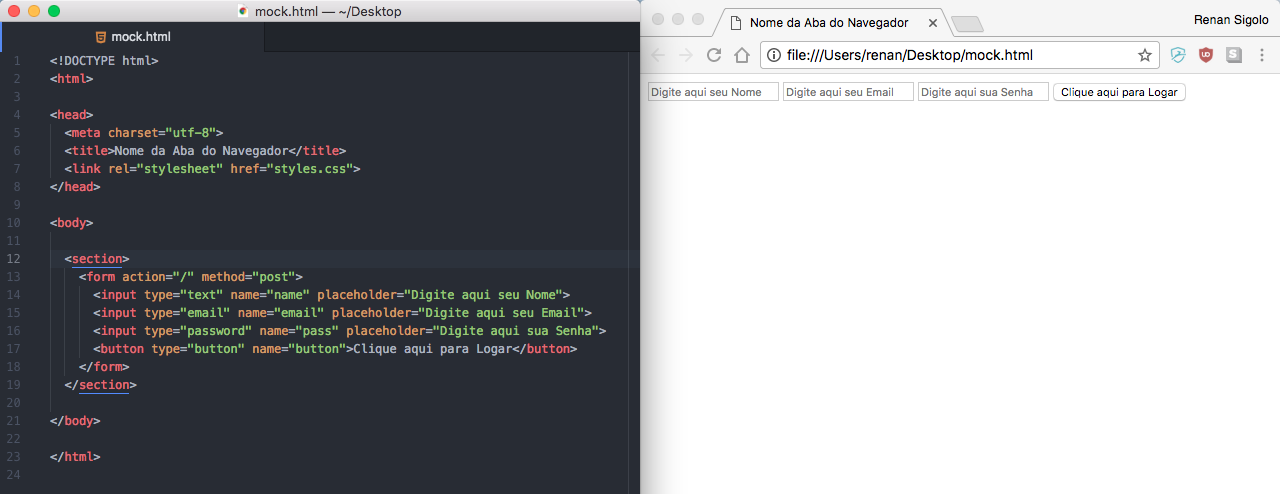 mock.html — ~/Desktop
mock.html
1 <!DOCTYPE html>
2 <html>
3
4 <head>
5 <meta charset="utf-8">
6 <title>Nome da Aba do Navegador</title>
7 <link rel="stylesheet" href="styles.css">
8 </head>
9
10 <body>
11
12 <section>
13 <form action="/" method="post">
14 <input type="text" name="name" placeholder="Digite aqui seu Nome">
15 <input type="email" name="email" placeholder="Digite aqui seu Email">
16 <input type="password" name="pass" placeholder="Digite aqui sua Senha">
17 <button type="button" name="button">Clique aqui para Logar</button>
18 </form>
19 </section>
20
21 </body>
22
23 </html>
24
Nome da Aba do Navegador
Renan Sigolo
file:///Users/renan/Desktop/mock.html
Digite aqui seu Nome Digite aqui seu Email Digite aqui sua Senha Clique aqui para Logar